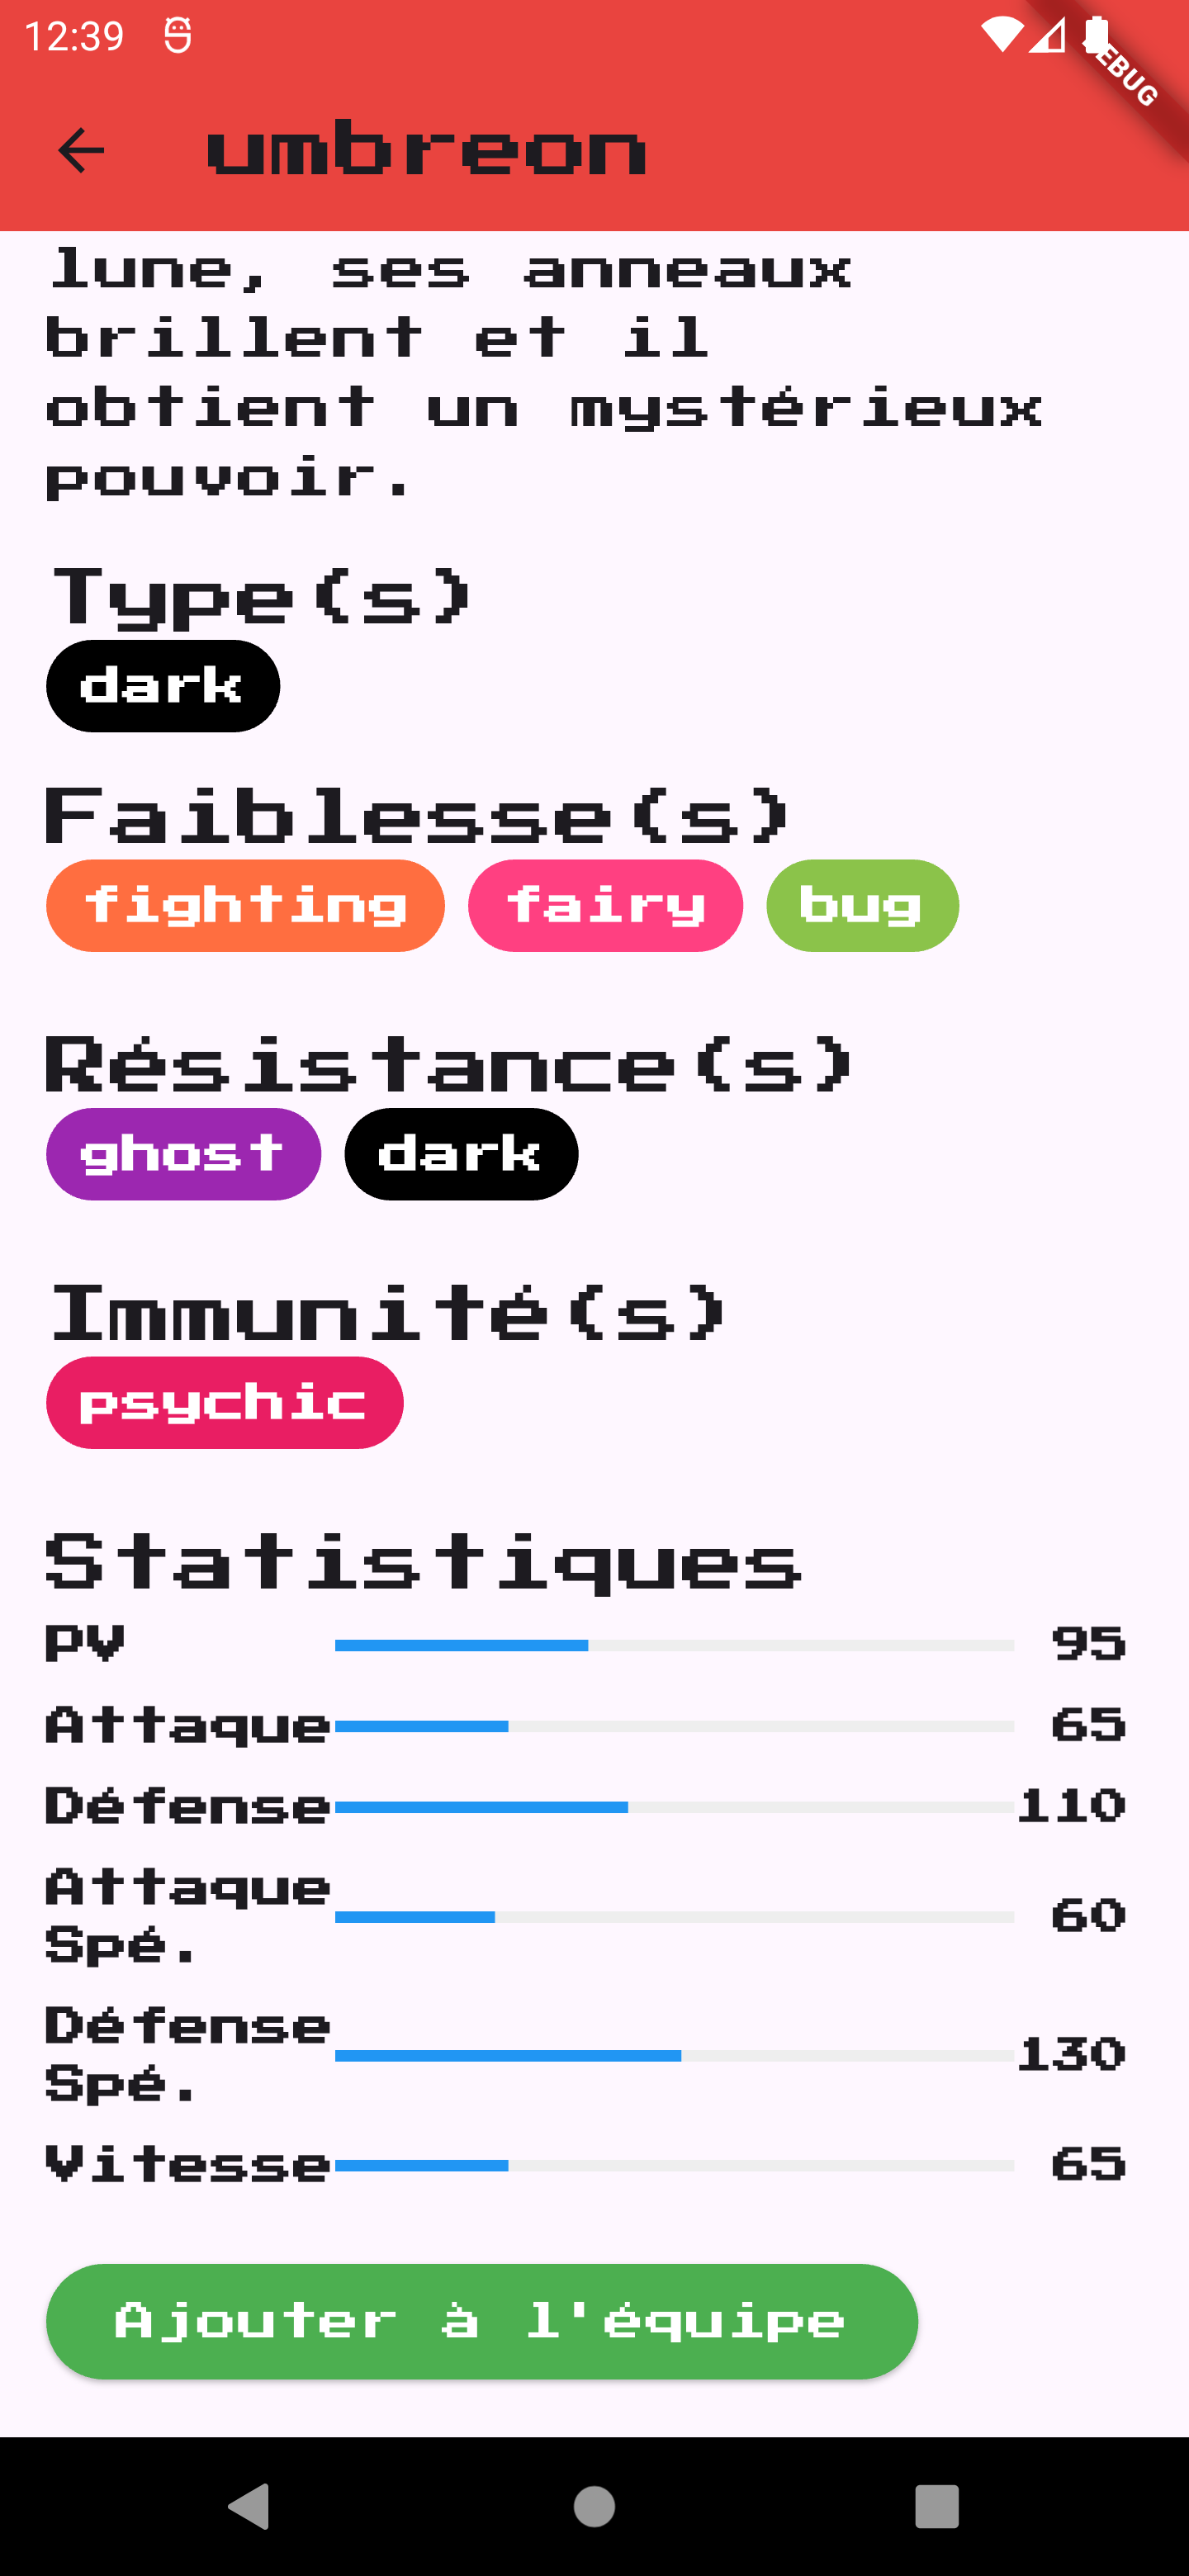 12:39
EBUG
umbreon
lune, ses anneaux
brillent et il
obtient un mystérieux
pouvoir.
Type(s)
dark
Faiblesse(s)
fighting fairy bug
Résistance(s)
ghost dark
Immunité(s)
psychic
Statistiques
PV 95
Attaque 65
Défense 110
Attaque
Spé. 60
Défense
Spé. 130
Vitesse 65
Ajouter à l'équipe